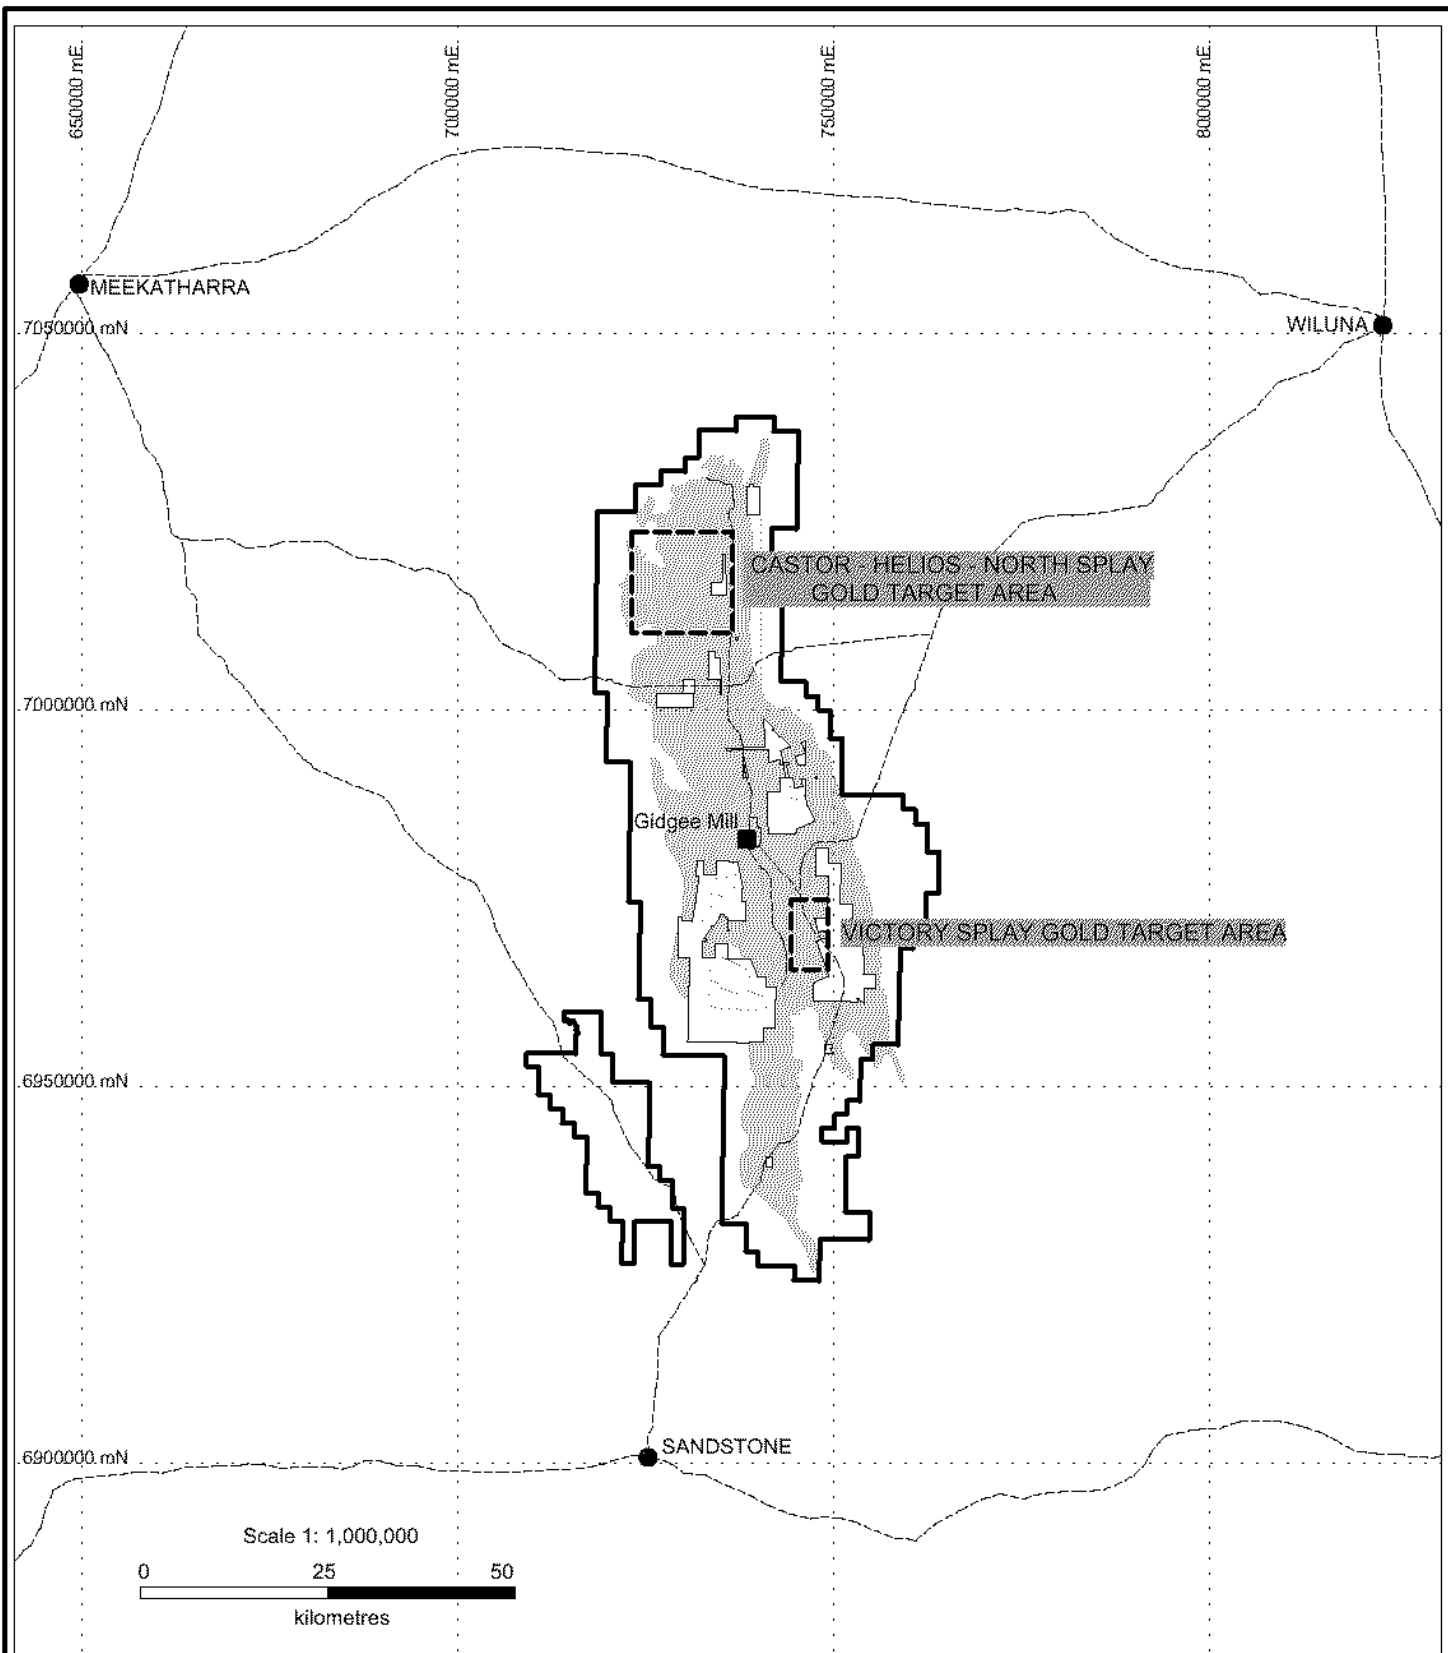 650000 mE
700000 mE
750000 mE
800000 mE
MEEKATHARRA
7050000 mN
WILUNA
CASTOR - HELIOS - NORTH SPLAY
GOLD TARGET AREA
7000000 mN
Gidgee Mill
VICTORY SPLAY GOLD TARGET AREA
6950000 mN
SANDSTONE
6900000 mN
Scale 1: 1,000,000
0 25 50
kilometres